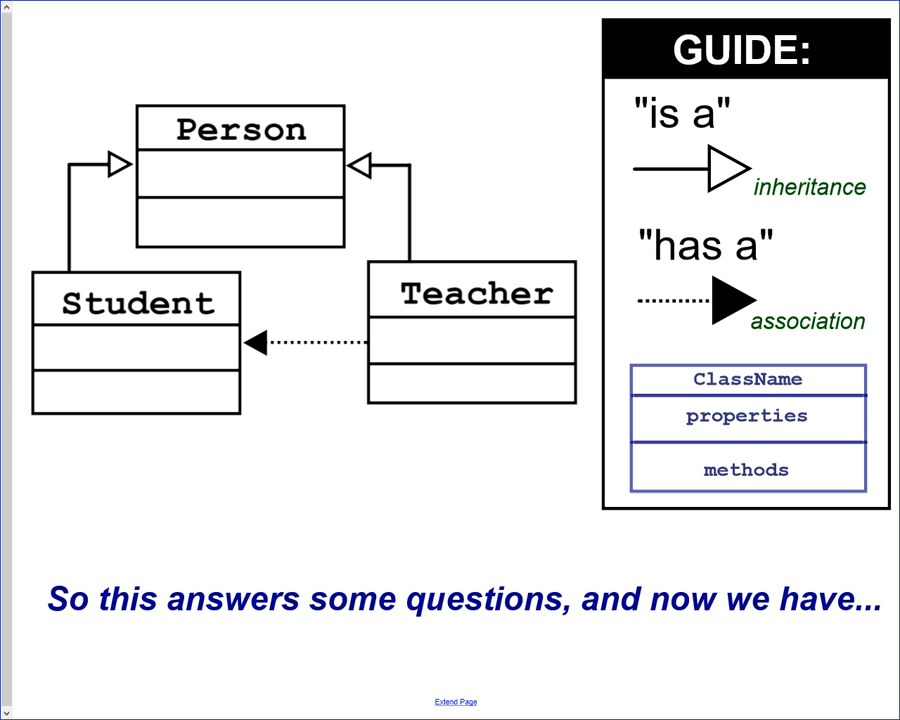 GUIDE:
"is a"
inheritance
"has a"
association
ClassName
properties
methods
Person
Student
Teacher
So this answers some questions, and now we have...
Extend Page